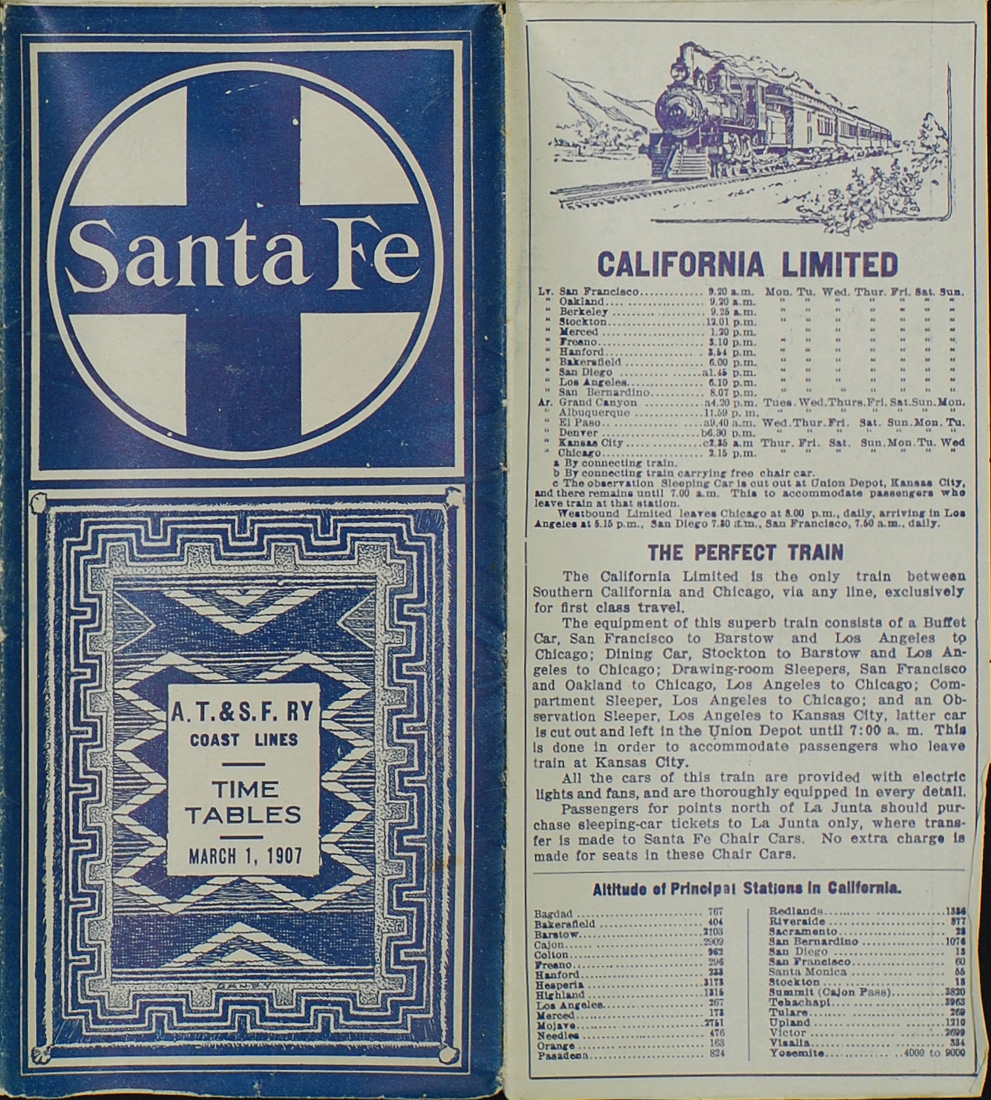 Santa Fe
A. T. & S. F. RY
COAST LINES
TIME
TABLES
MARCH 1, 1907
CALIFORNIA LIMITED
Lv. San Francisco............ 9.20 a.m. Mon. Tu. Wed. Thur. Fri. Sat. Sun.
" Oakland.... ............... 9.20 a.m. " " " " " " "
" Berkeley .................. 9.25 a.m. " " " " " " "
" Stockton.................. 12.01 p.m. " " " " " " "
" Merced .................... 1.20 p.m. " " " " " " "
" Fresno .................... 3.10 p.m. " " " " " " "
" Hanford.................... 3.54 p.m. " " " " " " "
" Bakersfield ............... 6.00 p.m. " " " " " " "
" San Diego ................ a1.45 p.m. " " " " " " "
" Los Angeles................ 6.10 p.m. " " " " " " "
" San Bernardino............. 8.07 p.m. " " " " " " "
Ar. Grand Canyon ........... a4.20 p.m. Tues. Wed. Thurs. Fri. Sat. Sun. Mon.
" Albuquerque .............. 11.59 p. m. " " " " " " "
" El Paso................... a9.40 a.m. Wed. Thur. Fri. Sat. Sun. Mon. Tu.
" Denver ................... b6.30 p.m. " " " " " " "
" Kansas City .............. c2.35 a.m Thur. Fri. Sat. Sun. Mon. Tu. Wed
" Chicago.................... 2.15 p.m. " " " " " " "
a By connecting train.
b By connecting train carrying free chair car.
c The observation Sleeping Car is cut out at Union Depot, Kansas City,
and there remains until 7.00 a.m. This to accommodate passengers who
leave train at that station.
Westbound Limited leaves Chicago at 8.00 p.m., daily, arriving in Los
Angeles at 5.15 p.m., San Diego San Francisco, 7.50 a.m., daily.
THE PERFECT TRAIN
The California Limited is the only train between
Southern California and Chicago, via any line, exclusively
for first class travel.
The equipment of this superb train consists of a Buffet
Car, San Francisco to Barstow and Los Angeles to
Chicago; Dining Car, Stockton to Barstow and Los An-
geles to Chicago; Drawing-room Sleepers, San Francisco
and Oakland to Chicago, Los Angeles to Chicago; Com-
partment Sleeper, Los Angeles to Chicago; and an Ob-
servation Sleeper, Los Angeles to Kansas City, latter car
is cut out and left in the Union Depot until 7:00 a. m. This
is done in order to accommodate passengers who leave
train at Kansas City.
All the cars of this train are provided with electric
lights and fans, and are thoroughly equipped in every detail.
Passengers for points north of La Junta should pur-
chase sleeping-car tickets to La Junta only, where trans-
fer is made to Santa Fe Chair Cars. No extra charge is
made for seats in these Chair Cars.
Altitude of Principal Stations in California.
Bagdad ............ 767
Bakersfield ............ 404
Barstow............ 2103
Cajon............ 2909
Colton............ 962
Fresno ............ 296
Hanford............
Hesperia ............ 3173
Highland ............ 1315
Los Angeles............ 267
Merced ............ 173
Mojave............ 2751
Needles............ 476
Orange ............ 163
Pasadena............ 824
Redlands............
Riverside ............ 877
Sacramento ............
San Bernardino ............ 1076
San Diego ............
San Francisco............ 60
Santa Monica ............
Stockton ............
Summit (Cajon Pass)............ 3820
Tehachapi............ 3963
Tulare............ 269
Upland ............ 1210
Victor ............ 2699
Visalia ............ 334
Yosemite............ 4000 to 9000